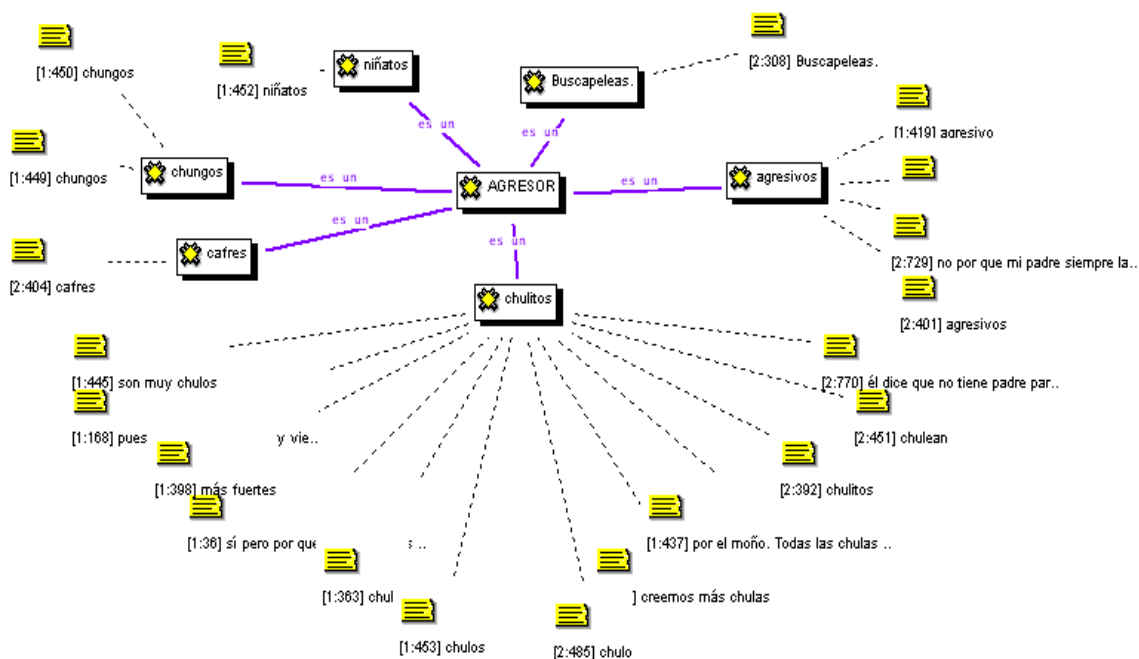 [1:450] chungos
[1:452] niñatos
niñatos
Buscapeleas.
[2:308] Buscapeleas.
es un
es un
[1:419] agresivo
[1:449] chungos
chungos
es un
AGRESOR
es un
agresivos
es un
[2:404] cafres
cafres
es un
[2:729] no por que mi padre siempre la..
chulitos
[2:401] agresivos
[1:445] son muy chulos
[2:770] él dice que no tiene padre par..
[1:168] pues
y vie..
[2:451] chulean
[1:398] más fuertes
[2:392] chulitos
[1:36] sí pero por que
s ..
[1:437] por el moño. Todas las chulas ..
[1:363] chul
] creemos más chulas
[1:453] chulos
[2:485] chulo